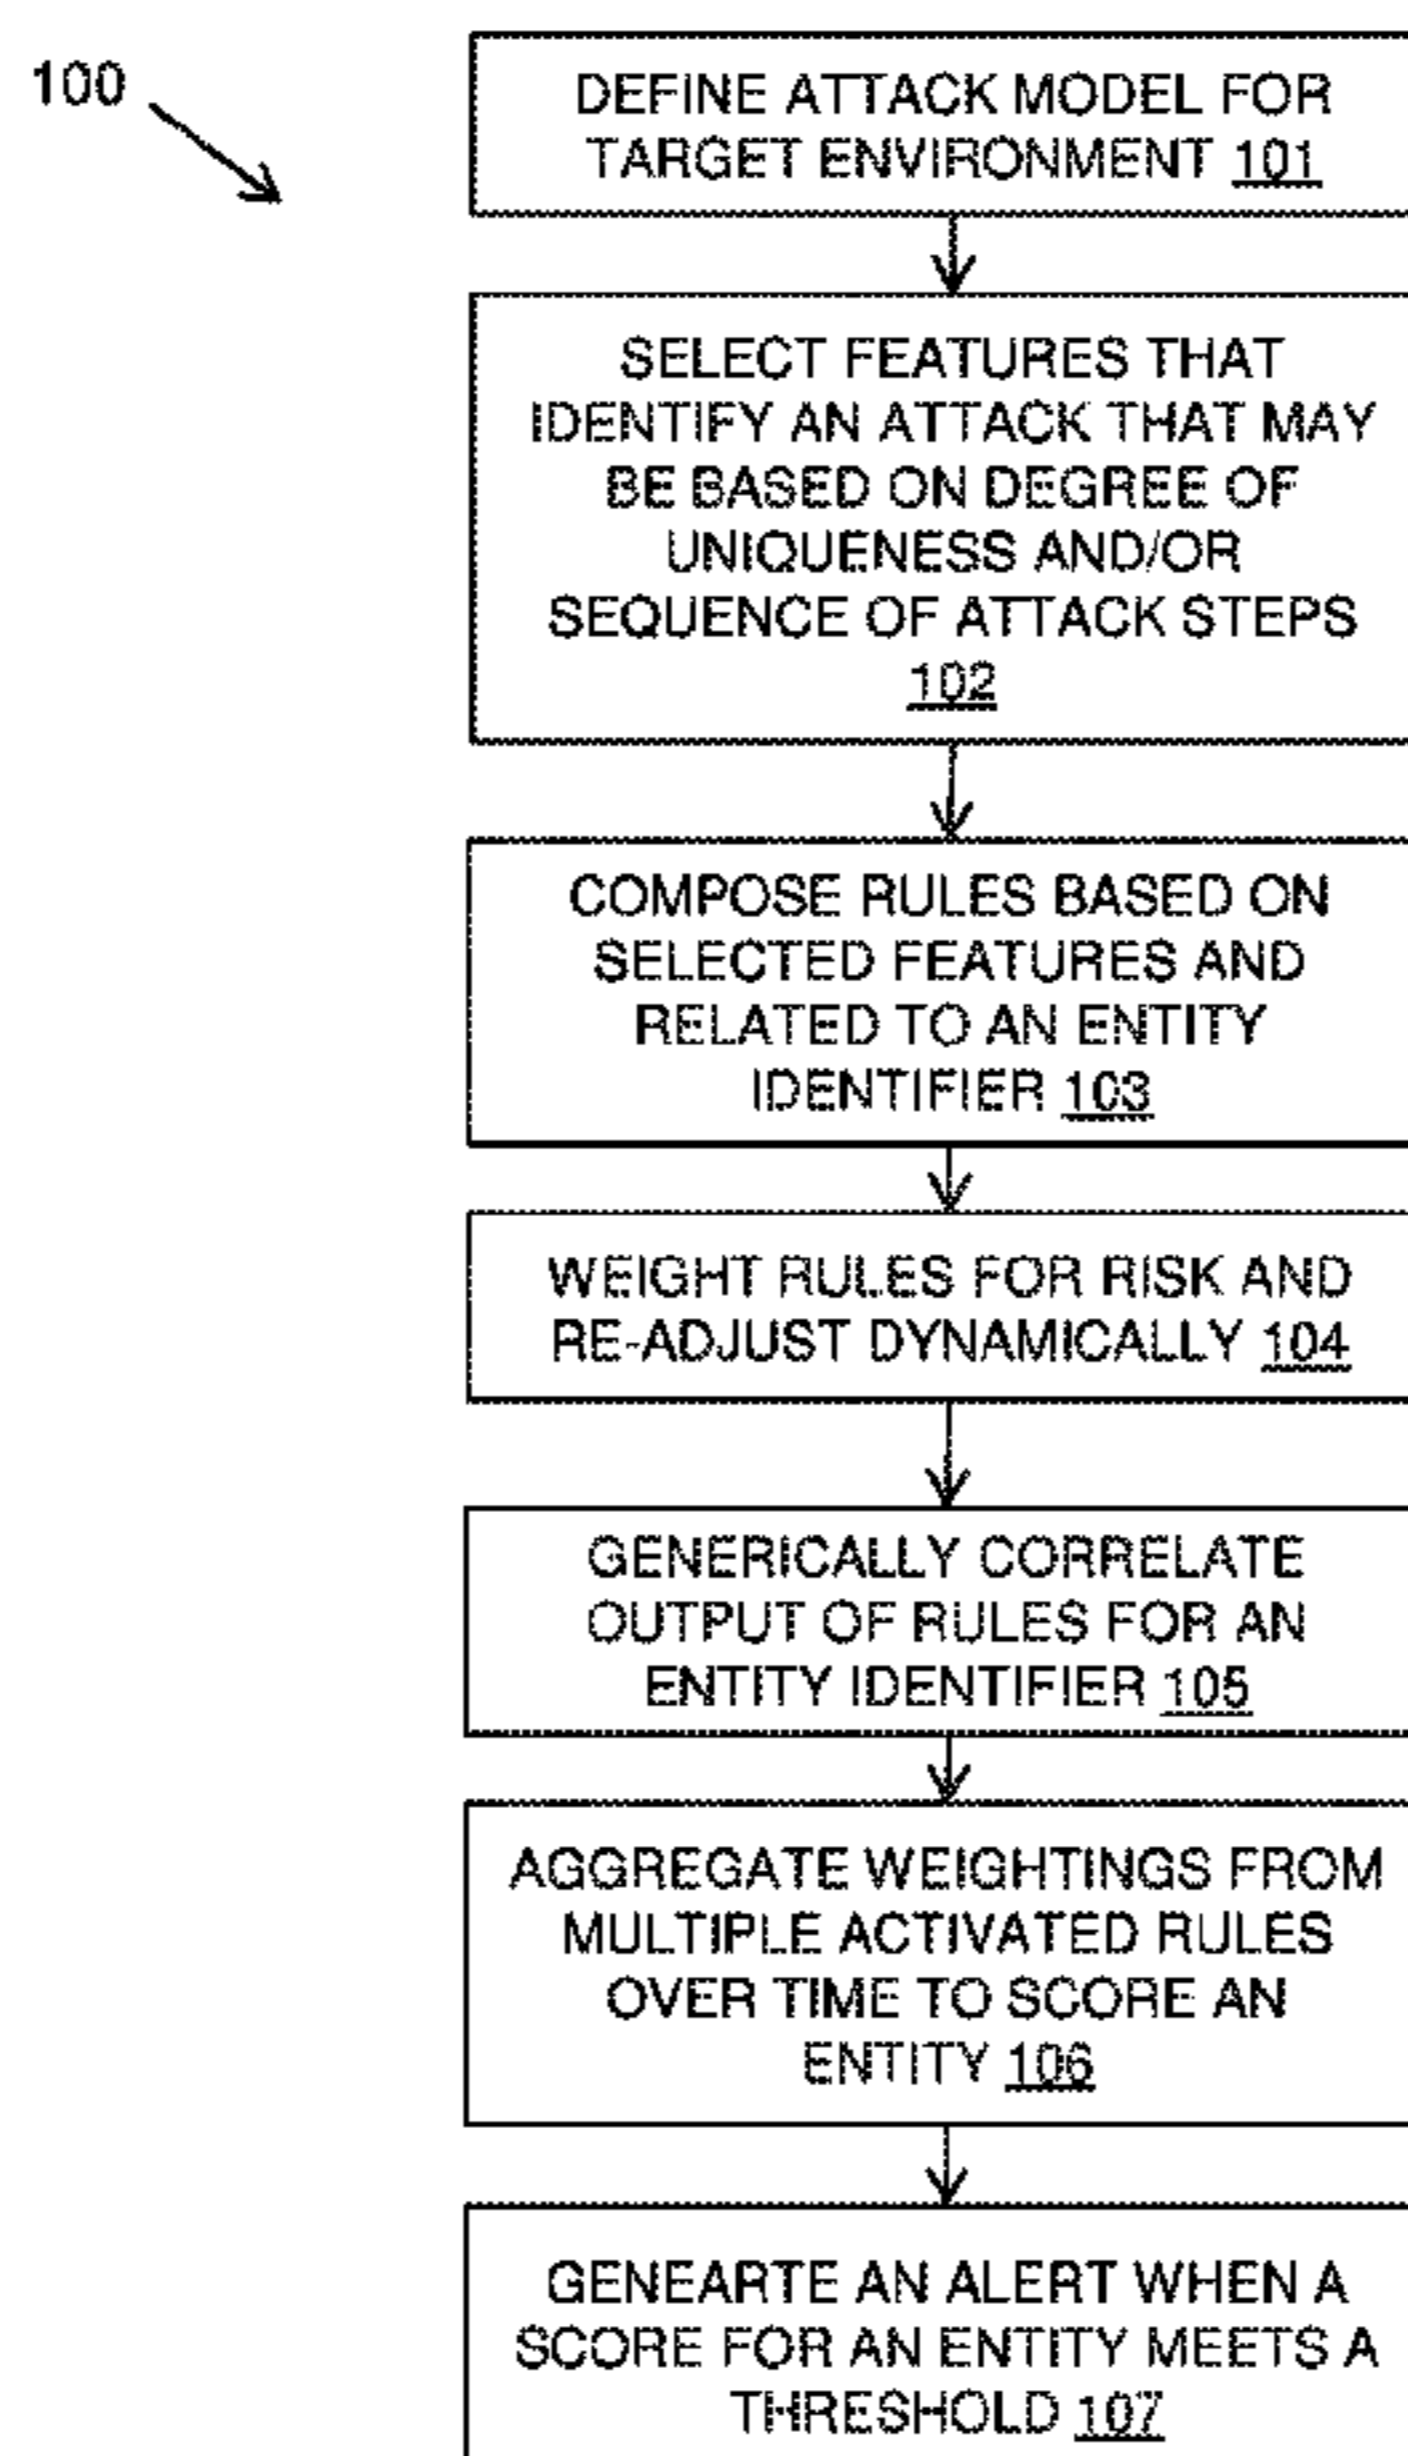 100
DEFINE ATTACK MODEL FOR
TARGET ENVIRONMENT 101
SELECT FEATURES THAT
IDENTIFY AN ATTACK THAT MAY
BE BASED ON DEGREE OF
UNIQUENESS AND/OR
SEQUENCE OF ATTACK STEPS
102
COMPOSE RULES BASED ON
SELECTED FEATURES AND
RELATED TO AN ENTITY
IDENTIFIER 103
WEIGHT RULES FOR RISK AND
RE-ADJUST DYNAMICALLY 104
GENERICALLY CORRELATE
OUTPUT OF RULES FOR AN
ENTITY IDENTIFIER 105
AGGREGATE WEIGHTINGS FROM
MULTIPLE ACTIVATED RULES
OVER TIME TO SCORE AN
ENTITY 106
GENEARTE AN ALERT WHEN A
SCORE FOR AN ENTITY MEETS A
THRESHOLD 107